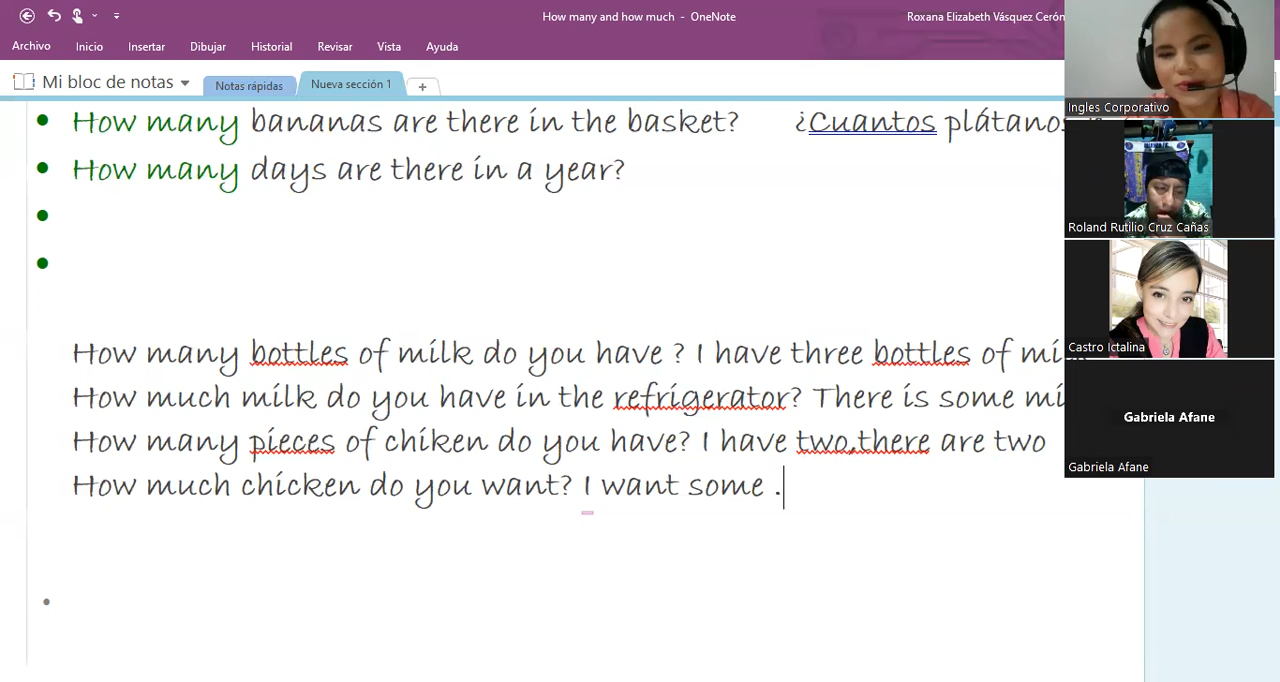 How many and how much - OneNote
Roxana Elizabeth Vásquez Cerón
Archivo Inicio Insertar Dibujar Historial Revisar Vista Ayuda
Mi bloc de notas Notas rápidas Nueva sección 1 +
How many bananas are there in the basket? ¿Cuantos plátanos
How many days are there in a year?
How many bottles of milk do you have ? I have three bottles of
How much milk do you have in the refrigerator? There is some
How many pieces of chiken do you have? I have two,there are two
How much chicken do you want? I want some .
Ingles Corporativo
Roland Rutilio Cruz Cañas
Castro Ictalina
Gabriela Afane
Gabriela Afane